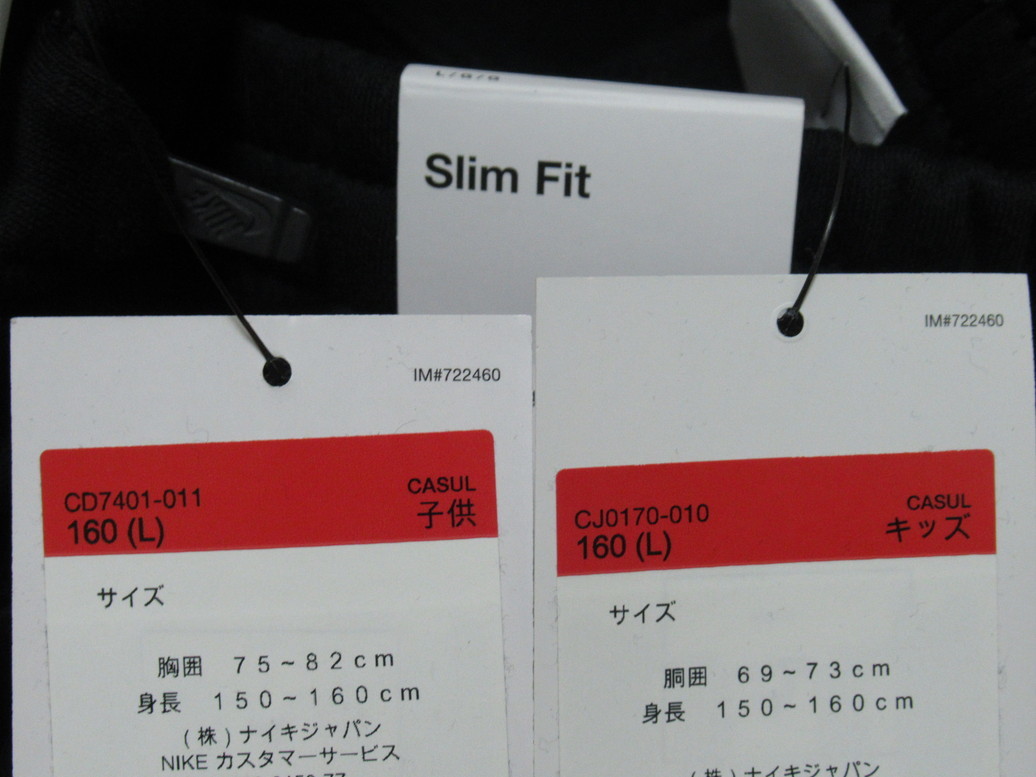 Slim Fit
NIKE
IM#722460
CD7401-011
CASUL
160 (L)
子供
サイズ
胸囲 75~82cm
身長 150~160cm
(株)ナイキジャパン
NIKE カスタマーサービス
IM#722460
CJ0170-010
CASUL
160 (L)
キッズ
サイズ
胴囲 69~73cm
身長 150~160cm
(株)ナイキジャパン